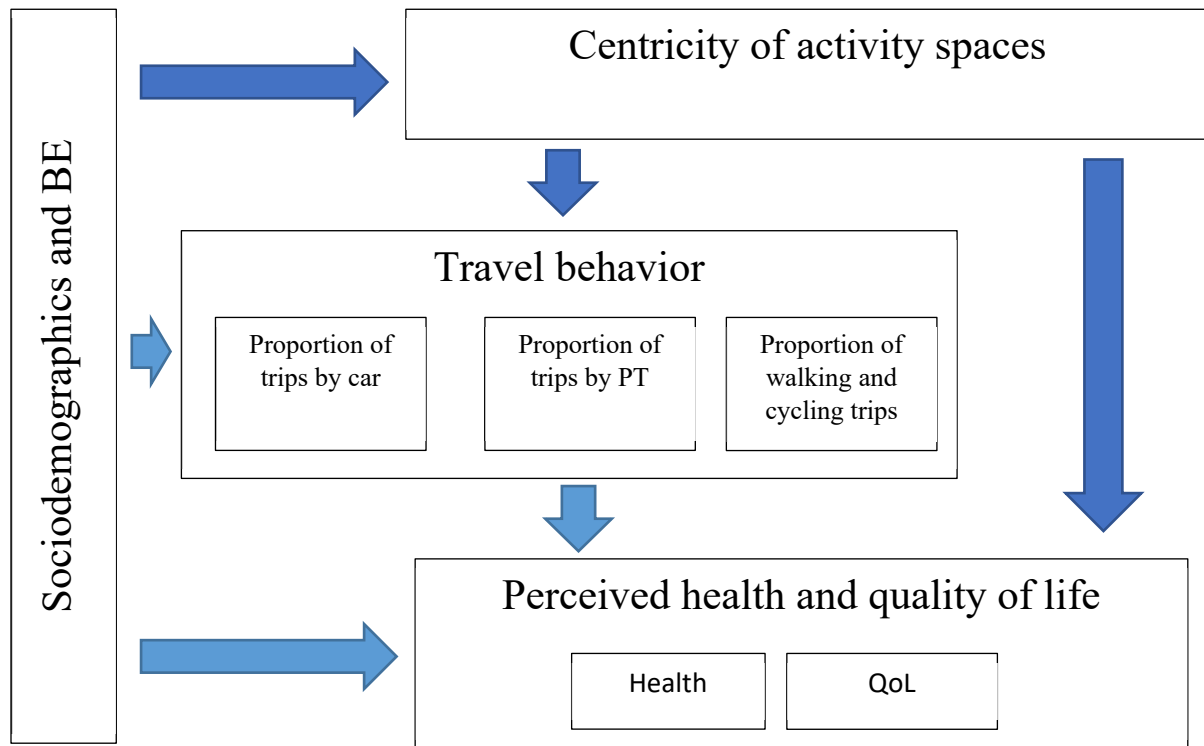 Sociodemographics and BE
Centricity of activity spaces
Travel behavior
Proportion of
trips by car
Proportion of
trips by PT
Proportion of
walking and
cycling trips
Perceived health and quality of life
Health
QoL